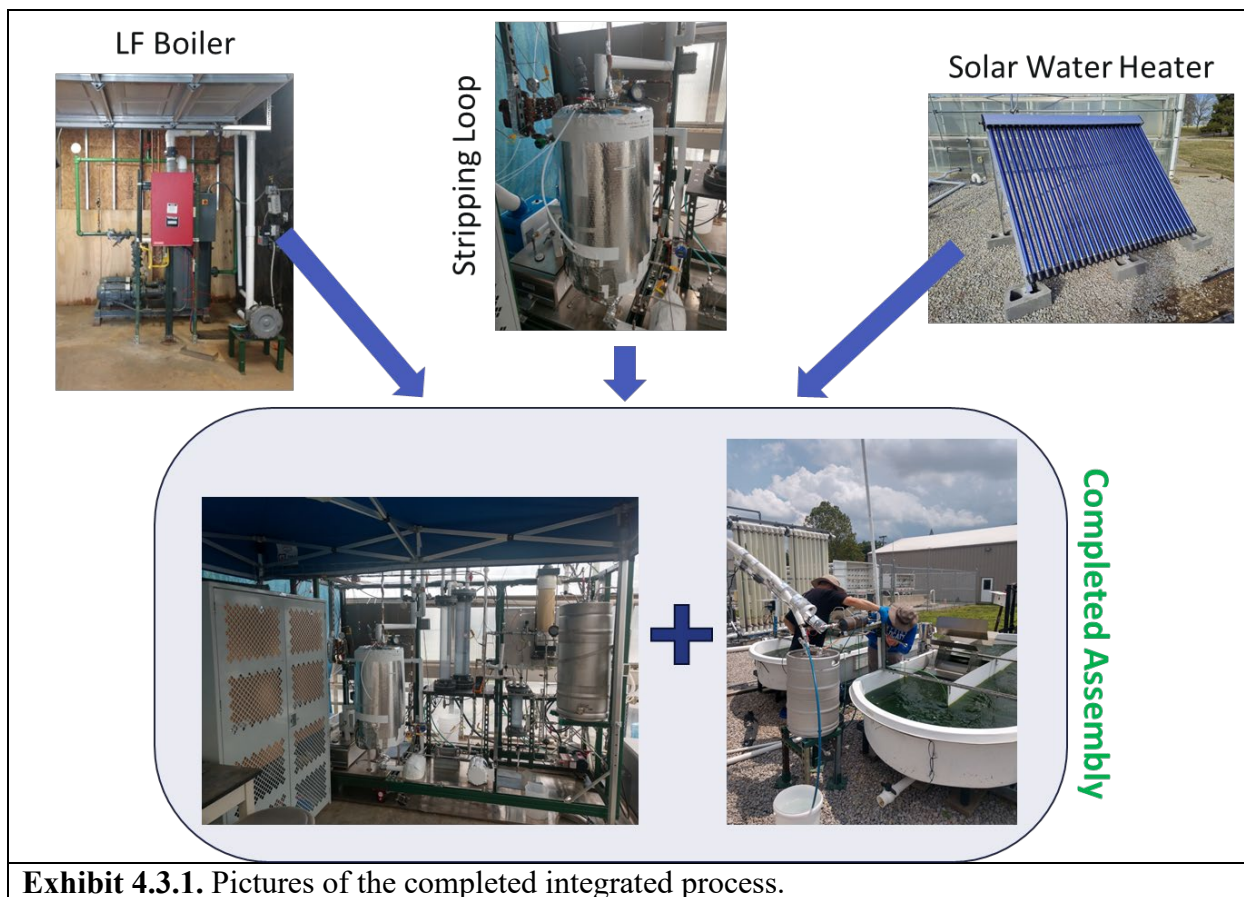 LF Boiler
Stripping Loop
Solar Water Heater
Completed Assembly
Exhibit 4.3.1. Pictures of the completed integrated process.